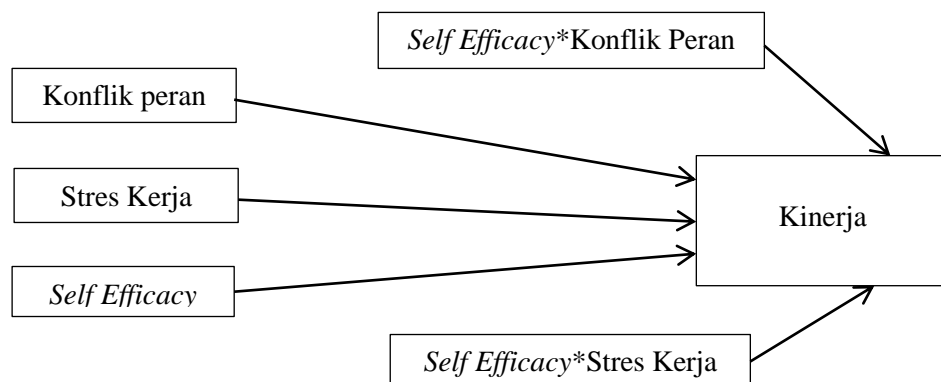 Self Efficacy*Konflik Peran
Konflik peran
Stres Kerja
Kinerja
Self Efficacy
Self Efficacy*Stres Kerja